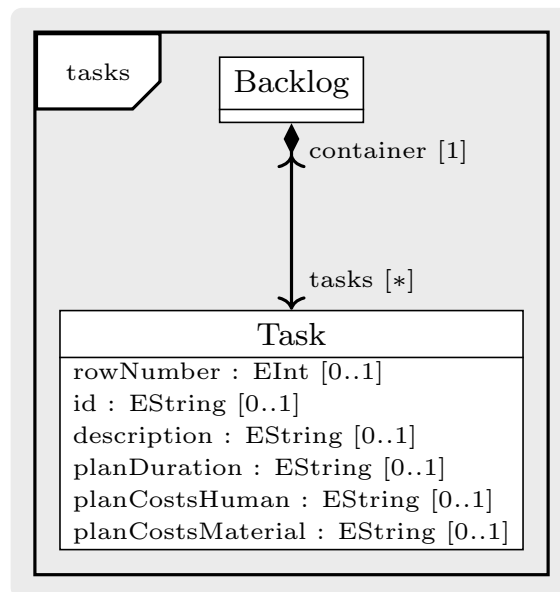 tasks
Backlog
container [1]
tasks [*]
Task
rowNumber : EInt [0..1]
id : EString [0..1]
description : EString [0..1]
planDuration : EString [0..1]
planCostsHuman : EString [0..1]
planCostsMaterial : EString [0..1]